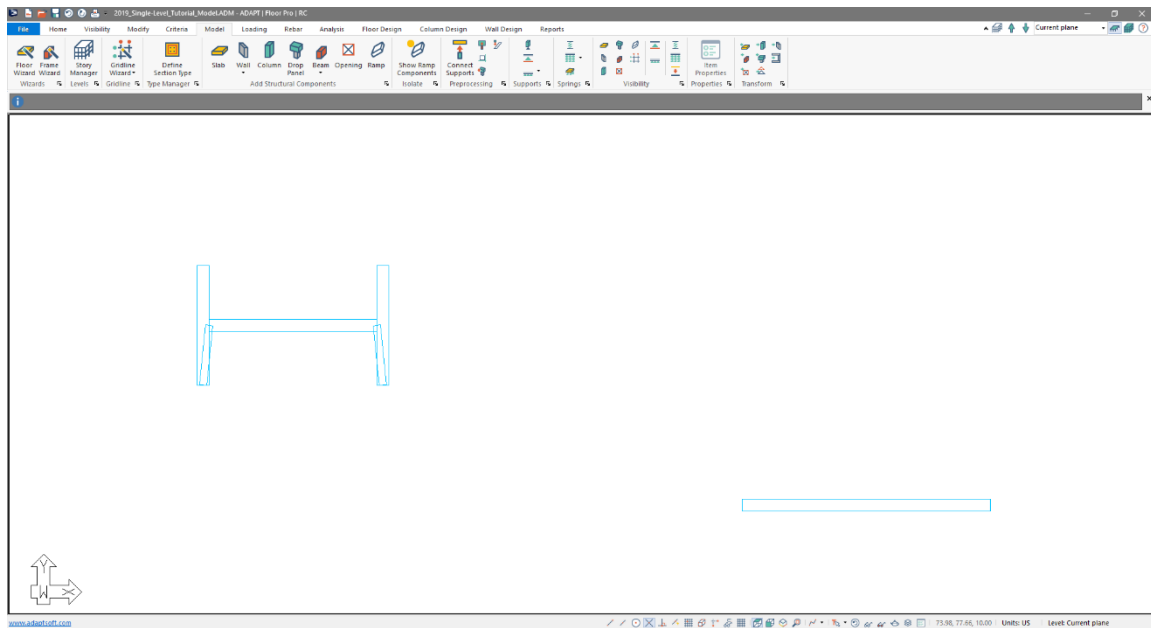 2019_Single-Level_Tutorial_Model.ADM - ADAPT | Floor Pro | RC
File Home Visibility Modify Criteria Model Loading Rebar Analysis Floor Design Column Design Wall Design Reports
Current plane
Floor Wizard Frame Wizard Story Manager Gridline Wizard Define Section Type Slab Wall Column Drop Panel Beam Opening Ramp Show Ramp Components Connect Supports Item Properties
Wizards Levels Gridline Type Manager Add Structural Components Isolate Preprocessing Supports Springs Visibility Properties Transform
Y
W X
www.adaptsoft.com
73.98, 77.66, 10.00 Units: US Level: Current plane